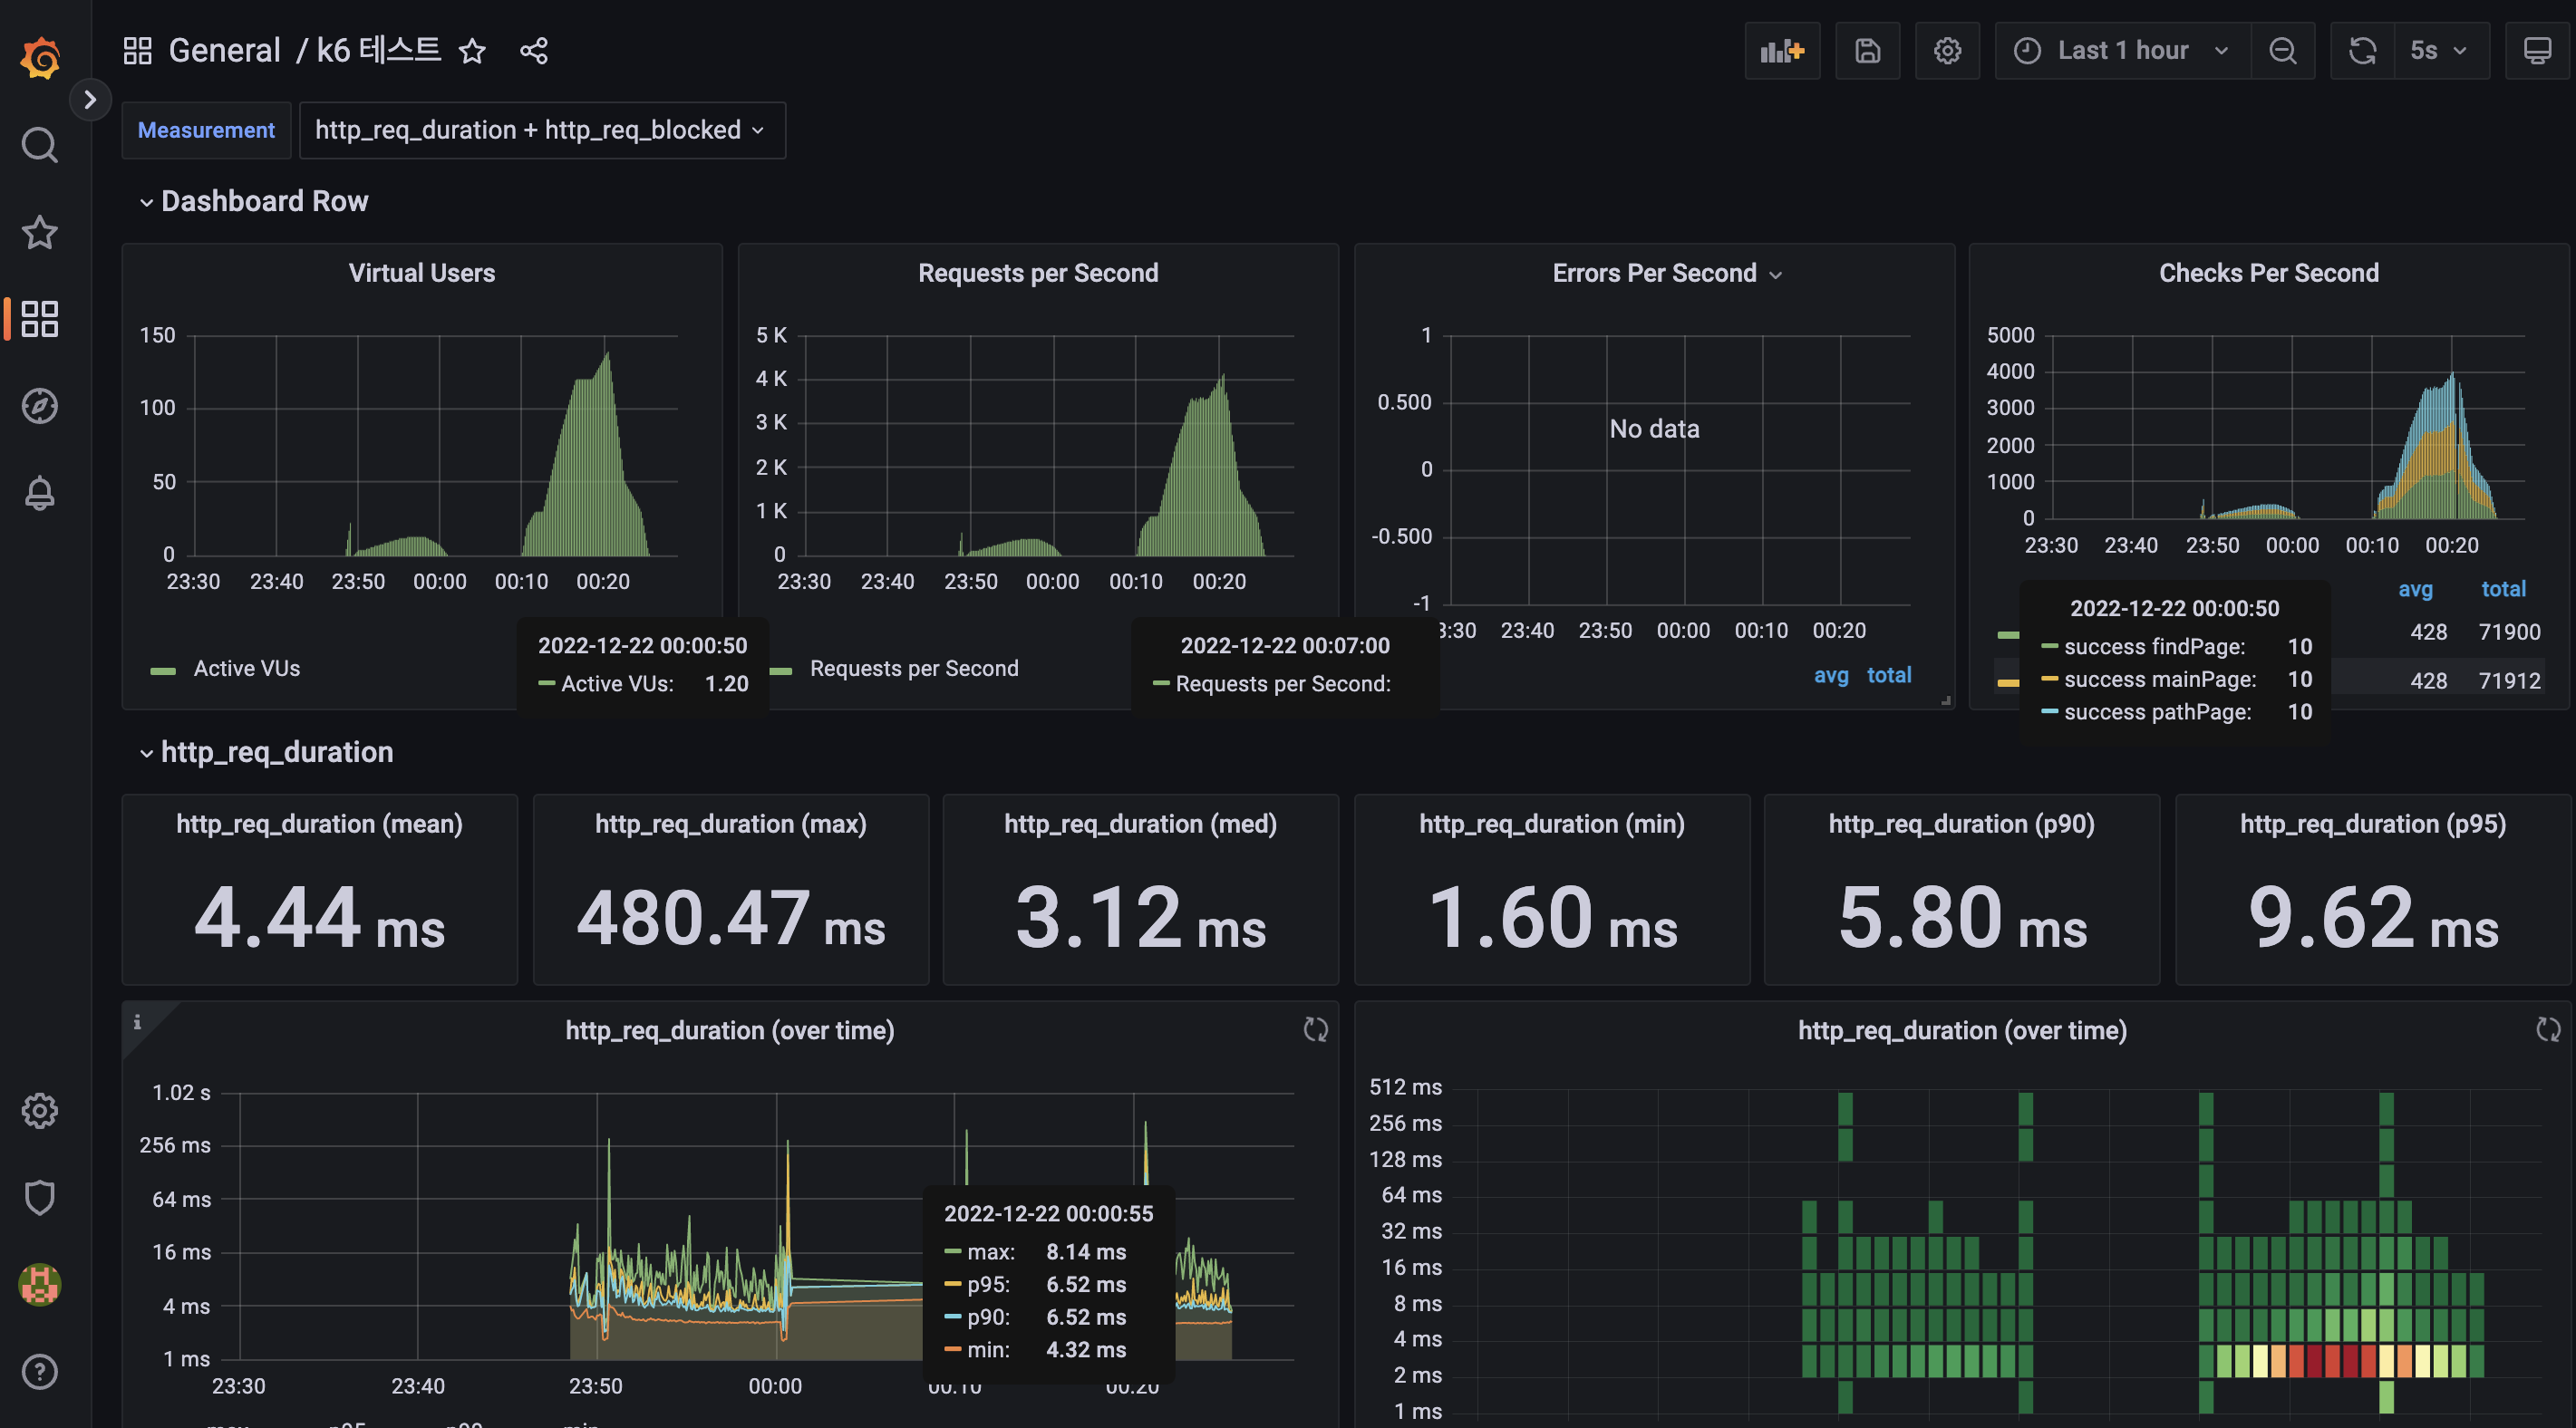 General / k6 테스트
Last 1 hour
5s
Measurement
http_req_duration + http_req_blocked
Dashboard Row
Virtual Users
150
100
50
0
23:30 23:40 23:50 00:00 00:10 00:20
Active VUs
2022-12-22 00:00:50
Active VUs: 1.20
Requests per Second
5 K
4 K
3 K
2 K
1 K
0
23:30 23:40 23:50 00:00 00:10 00:20
Requests per Second
2022-12-22 00:07:00
Requests per Second:
Errors Per Second
1
0.500
0
-0.500
-1
No data
3:30 23:40 23:50 00:00 00:10 00:20
avg total
Checks Per Second
5000
4000
3000
2000
1000
0
23:30 23:40 23:50 00:00 00:10 00:20
avg total
428 71900
428 71912
2022-12-22 00:00:50
success findPage: 10
success mainPage: 10
success pathPage: 10
http_req_duration
http_req_duration (mean)
4.44 ms
http_req_duration (max)
480.47 ms
http_req_duration (med)
3.12 ms
http_req_duration (min)
1.60 ms
http_req_duration (p90)
5.80 ms
http_req_duration (p95)
9.62 ms
http_req_duration (over time)
1.02 s
256 ms
64 ms
16 ms
4 ms
1 ms
23:30 23:40 23:50 00:00 00:10 00:20
2022-12-22 00:00:55
max: 8.14 ms
p95: 6.52 ms
p90: 6.52 ms
min: 4.32 ms
http_req_duration (over time)
512 ms
256 ms
128 ms
64 ms
32 ms
16 ms
8 ms
4 ms
2 ms
1 ms